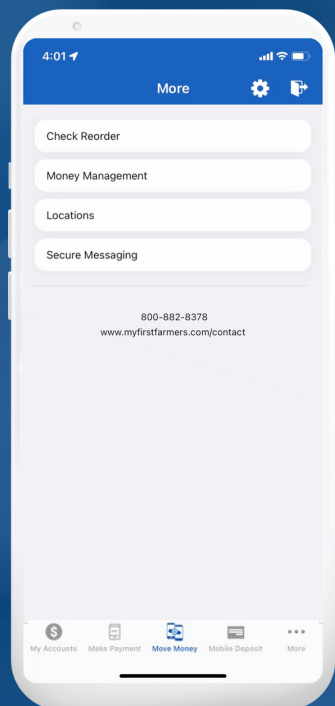 4:01
More
Check Reorder
Money Management
Locations
Secure Messaging
800-882-8378
www.myfirstfarmers.com/contact
My Accounts Make Payment Move Money Mobile Deposit More